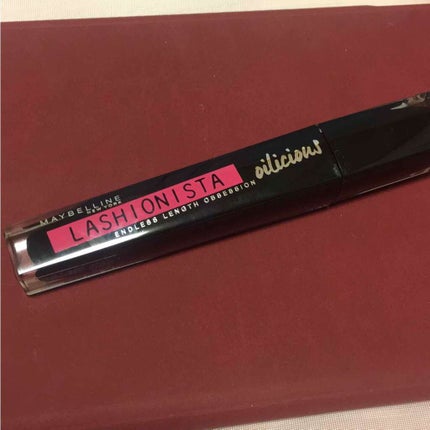 MAYBELLINE
NEW YORK
LASHIONISTA
oilicious
ENDLESS LENGTH OBSESSION